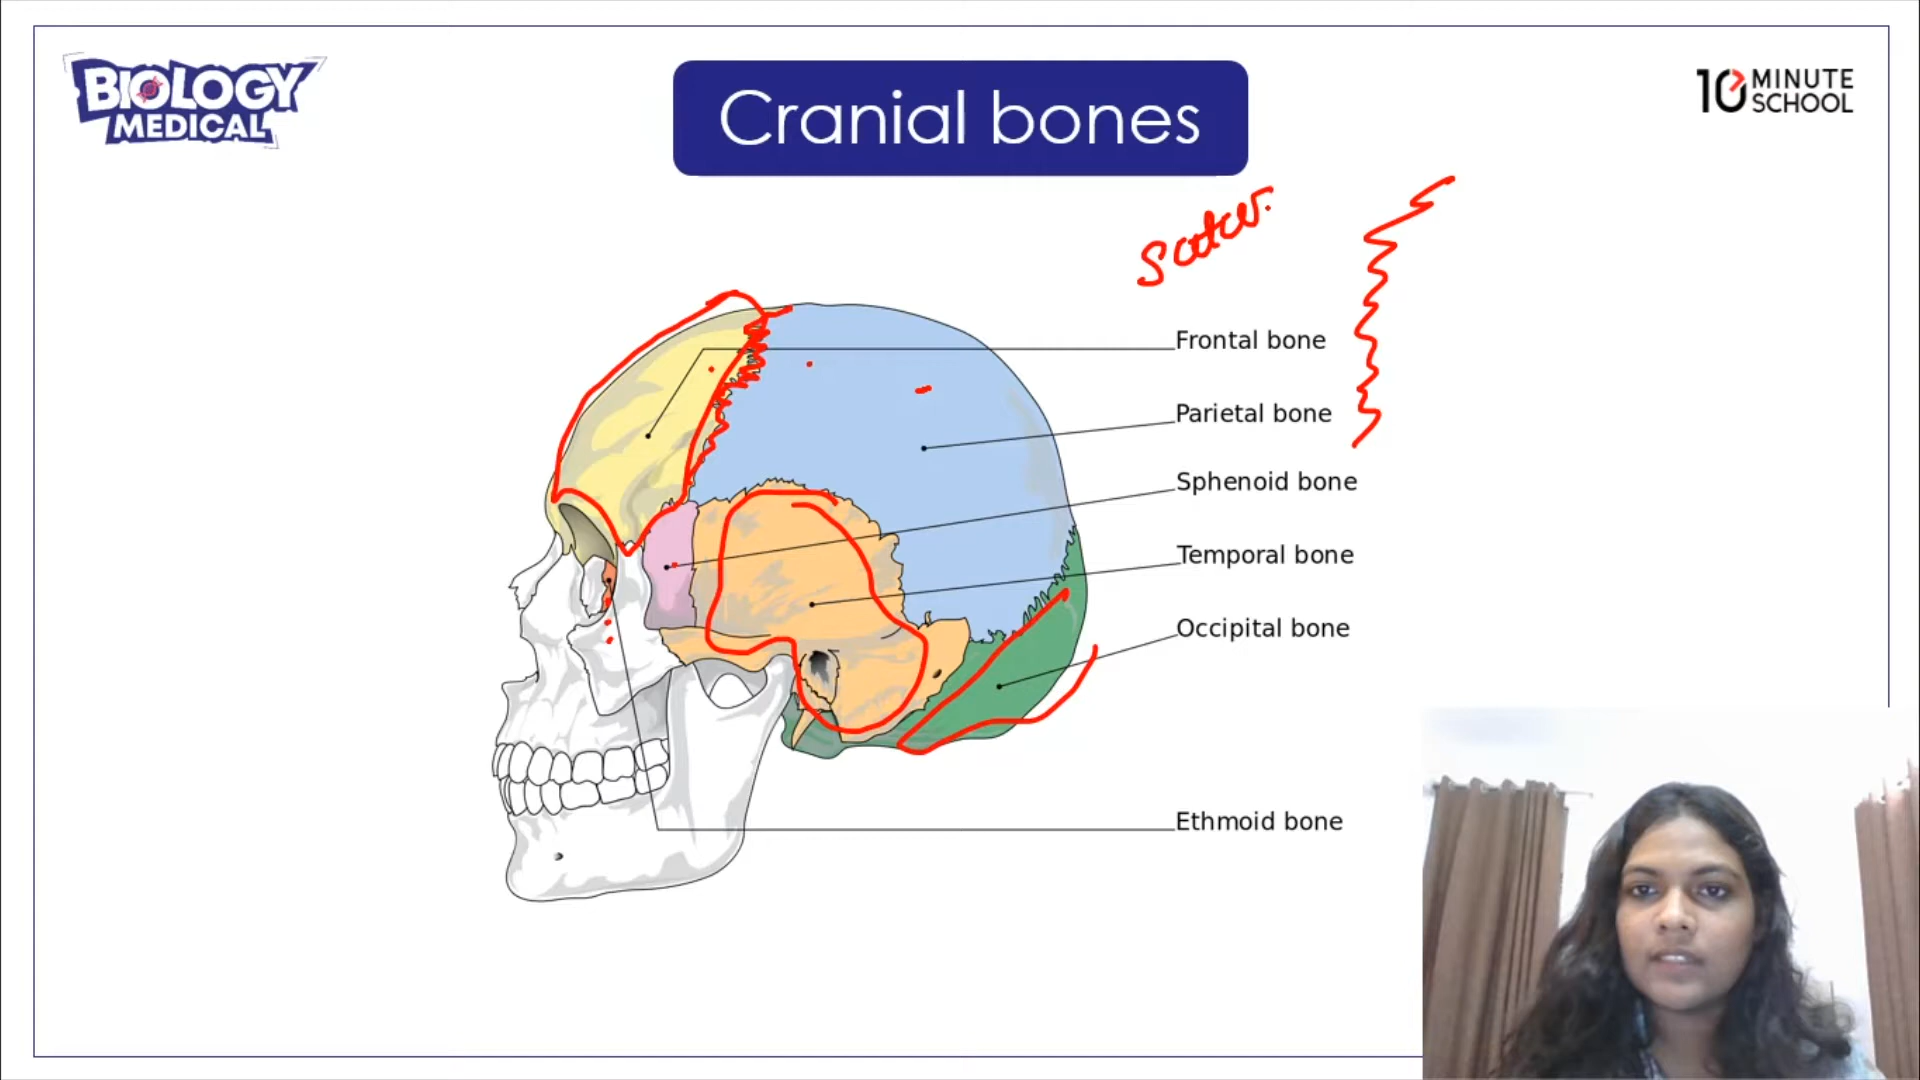 BIOLOGY
MEDICAL
Cranial bones
10 MINUTE
SCHOOL
Frontal bone
Parietal bone
Sphenoid bone
Temporal bone
Occipital bone
Ethmoid bone